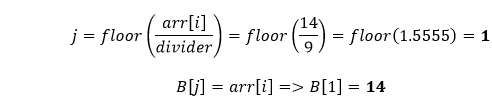 j = floor(arr[i]/divider) = floor(14/9) = floor(1.5555) = 1
B[j] = arr[i] => B[1] = 14